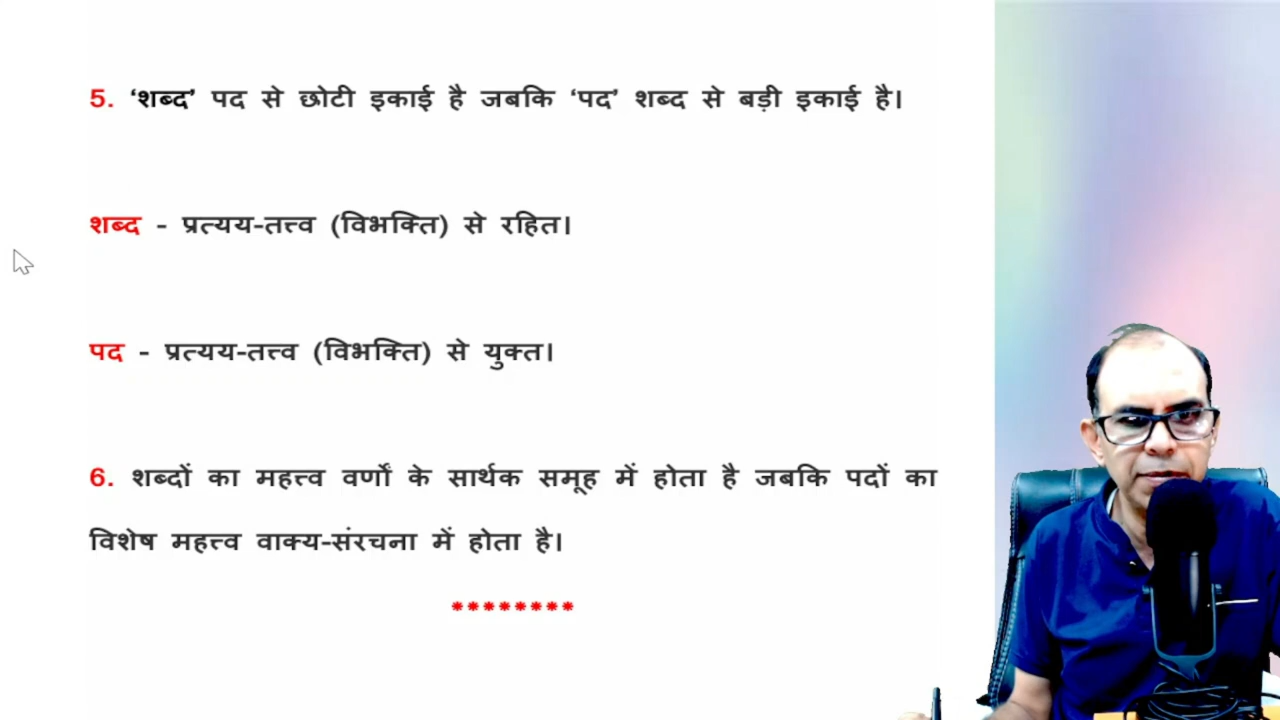 5. ‘शब्द’ पद से छोटी इकाई है जबकि ‘पद’ शब्द से बड़ी इकाई है।
शब्द - प्रत्यय-तत्त्व (विभक्ति) से रहित।
पद - प्रत्यय-तत्त्व (विभक्ति) से युक्त।
6. शब्दों का महत्त्व वर्णों के सार्थक समूह में होता है जबकि पदों का
विशेष महत्त्व वाक्य-संरचना में होता है।
********